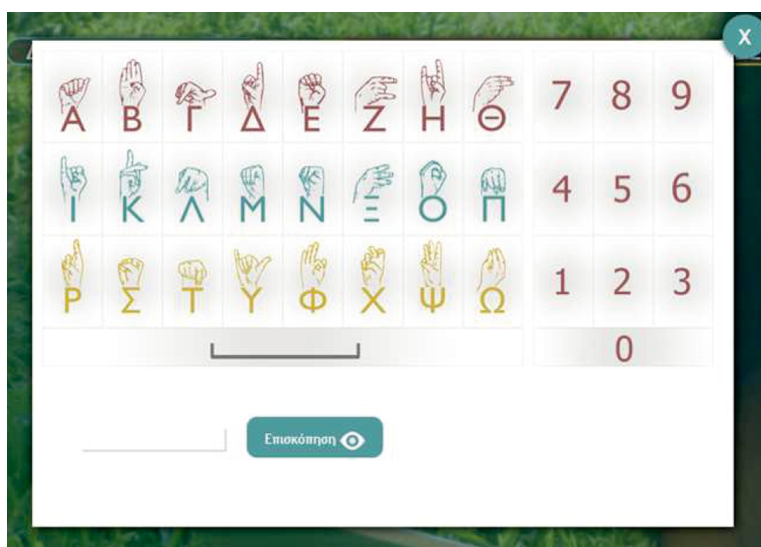 X
Α Β Γ Δ Ε Ζ Η Θ 7 8 9
Ι Κ Λ Μ Ν Ξ Ο Π 4 5 6
Ρ Σ Τ Υ Φ Χ Ψ Ω 1 2 3
0
Επισκόπηση